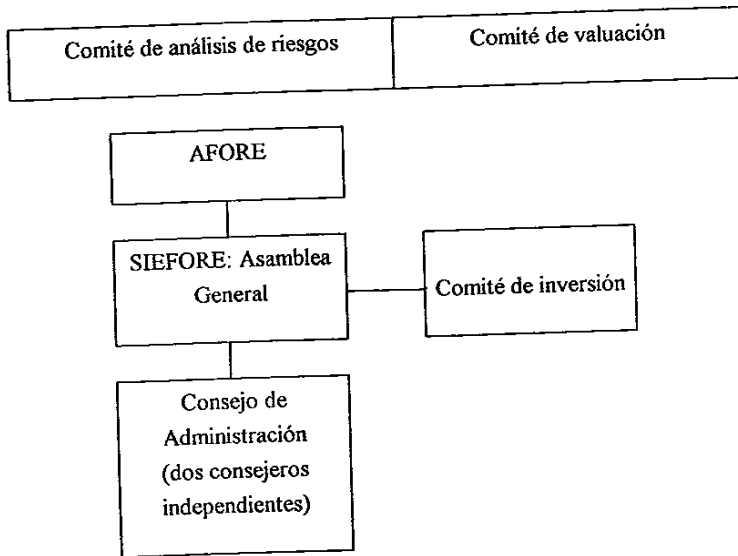 Comité de análisis de riesgos
Comité de valuación
AFORE
SIEFORE: Asamblea
General
Comité de inversión
Consejo de
Administración
(dos consejeros
independientes)